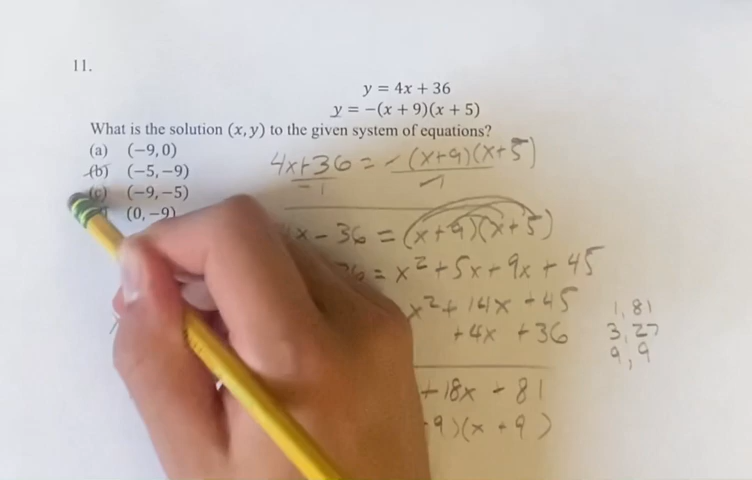 11.
y = 4x + 36
y = −(x + 9)(x + 5)
What is the solution (x, y) to the given system of equations?
(a) (−9, 0)
(b) (−5, −9)
(c) (−9, −5)
(0, −9)
4x+36 = -(x+9)(x+5)
-1 -1
x - 36 = (x+9)(x+5)
36 = x² + 5x + 9x + 45
x² + 14x + 45
+4x +36
+ 18x + 81
9)(x + 9)
1, 81
3, 27
9, 9